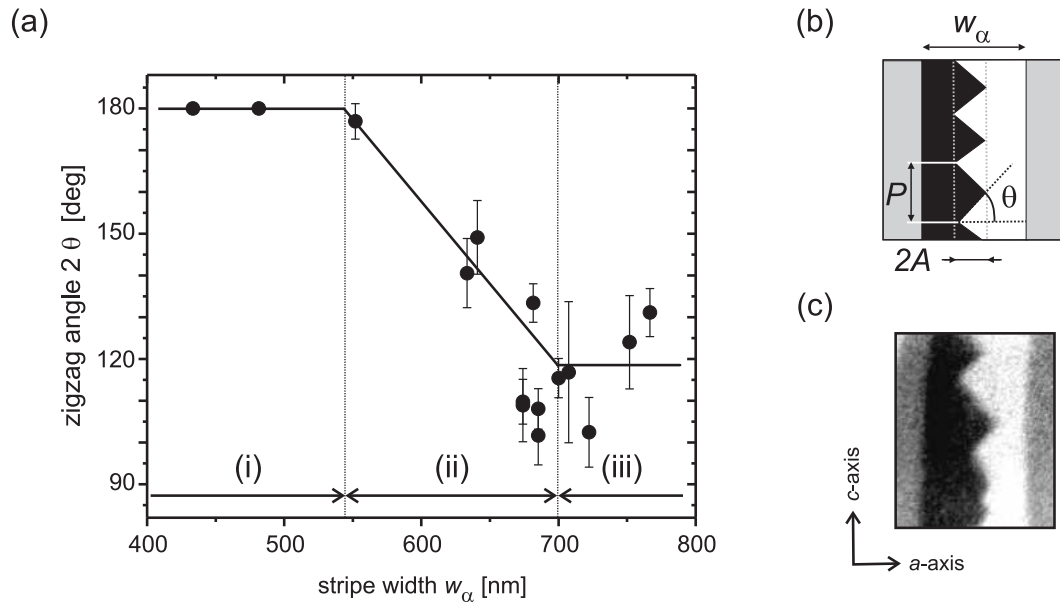 (a)
zigzag angle 2 θ [deg]
180
150
120
90
(i)
(ii)
(iii)
400
500
600
700
800
stripe width wα [nm]
(b)
wα
P
θ
2A
(c)
c-axis
a-axis